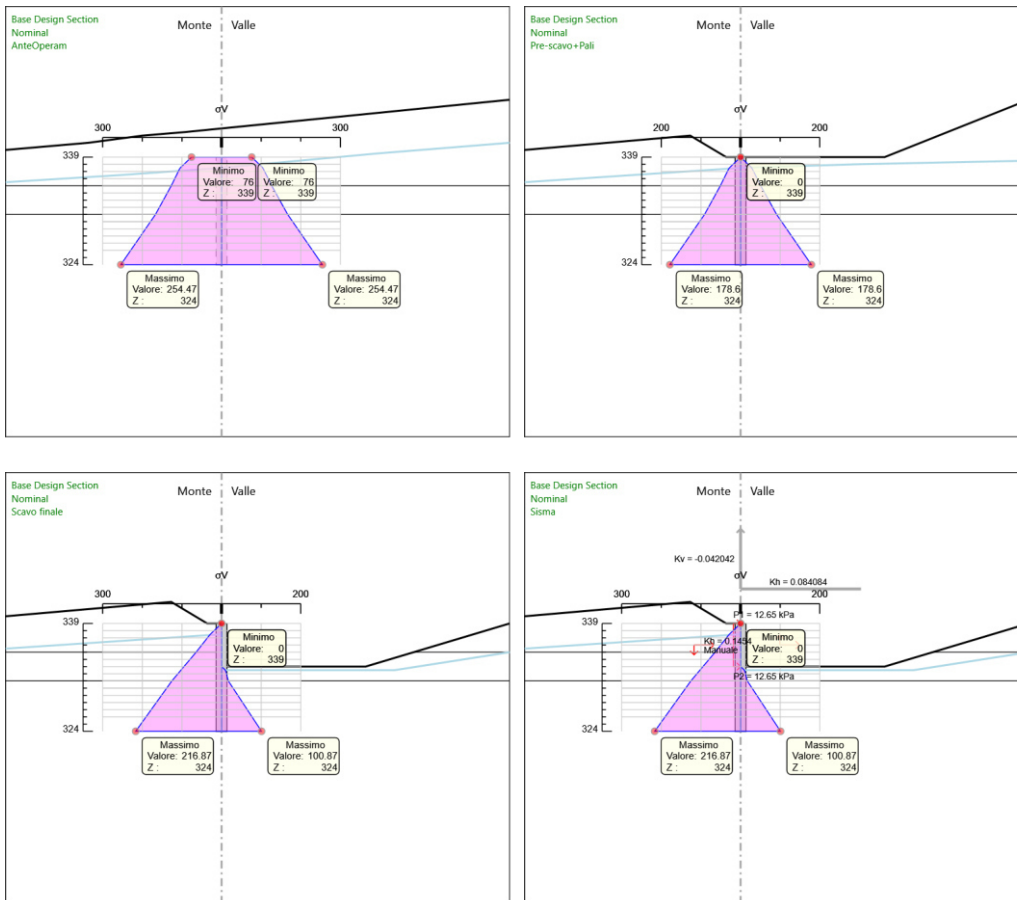 Base Design Section
Nominal
AnteOperam
Monte Valle
σV
300 300
339
Minimo
Valore: 76
Z : 339
Minimo
Valore: 76
Z : 339
324
Massimo
Valore: 254.47
Z : 324
Massimo
Valore: 254.47
Z : 324
Base Design Section
Nominal
Pre-scavo+Pali
Monte Valle
σV
200 200
339
Minimo
Valore: 0
Z : 339
324
Massimo
Valore: 178.6
Z : 324
Massimo
Valore: 178.6
Z : 324
Base Design Section
Nominal
Scavo finale
Monte Valle
σV
300 200
339
Minimo
Valore: 0
Z : 339
324
Massimo
Valore: 216.87
Z : 324
Massimo
Valore: 100.87
Z : 324
Base Design Section
Nominal
Sisma
Monte Valle
Kv = -0.042042
σV
Kh = 0.084084
300 200
P1 = 12.65 kPa
339
Minimo
Valore: 0
Z : 339
Kh = 0.1454
Manuale
P2 = 12.65 kPa
324
Massimo
Valore: 216.87
Z : 324
Massimo
Valore: 100.87
Z : 324